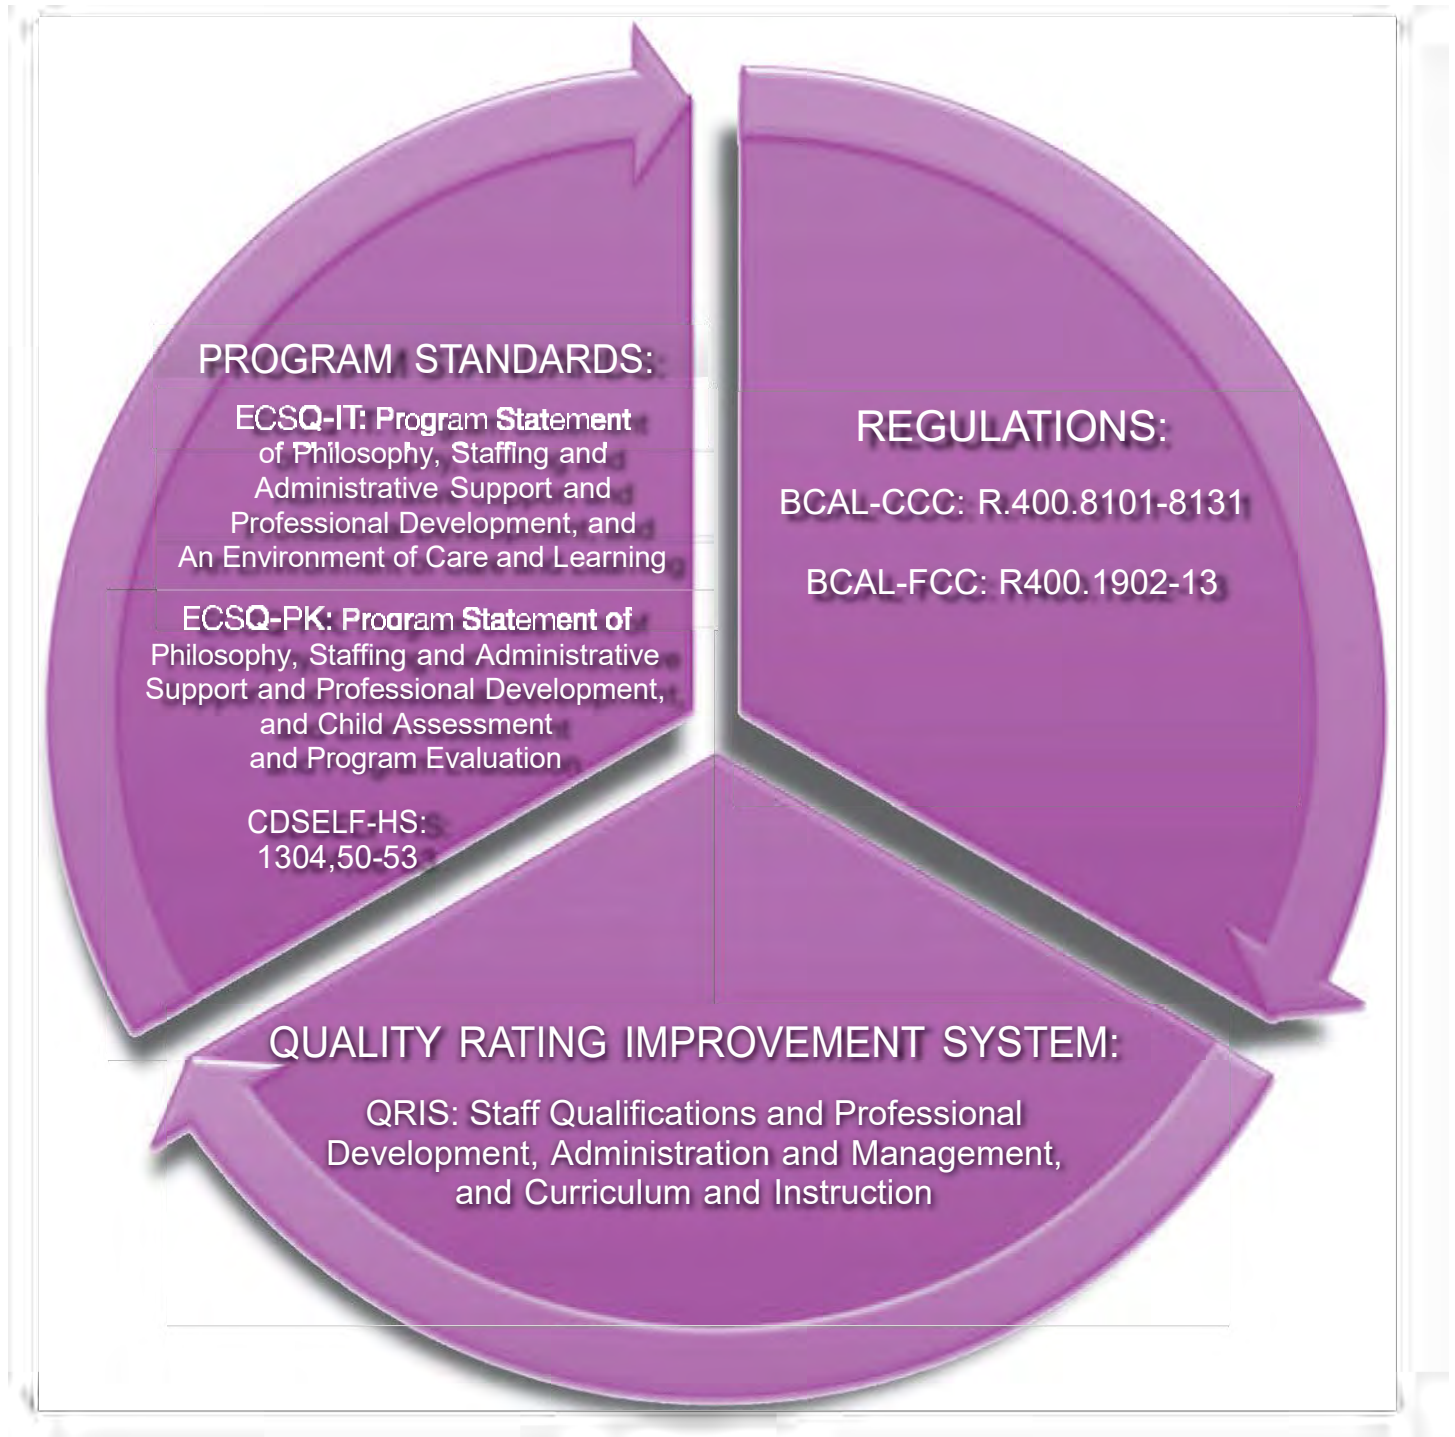 PROGRAM STANDARDS:
ECSQ-IT: Program Statement
of Philosophy, Staffing and
Administrative Support and
Professional Development, and
An Environment of Care and Learning
ECSQ-PK: Program Statement of
Philosophy, Staffing and Administrative
Support and Professional Development,
and Child Assessment
and Program Evaluation
CDSELF-HS:
1304,50-53
REGULATIONS:
BCAL-CCC: R.400.8101-8131
BCAL-FCC: R400.1902-13
QUALITY RATING IMPROVEMENT SYSTEM:
QRIS: Staff Qualifications and Professional
Development, Administration and Management,
and Curriculum and Instruction